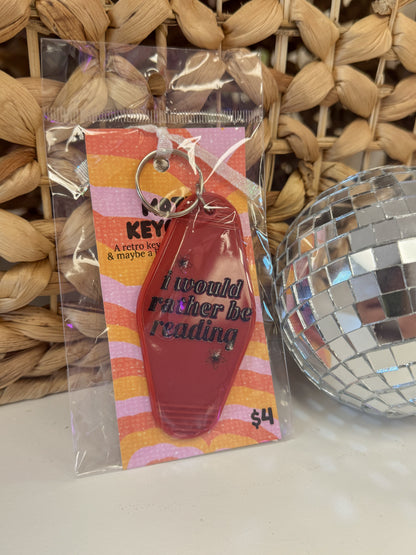 KEY
A retro key
& maybe a
i would
rather be
reading
$4